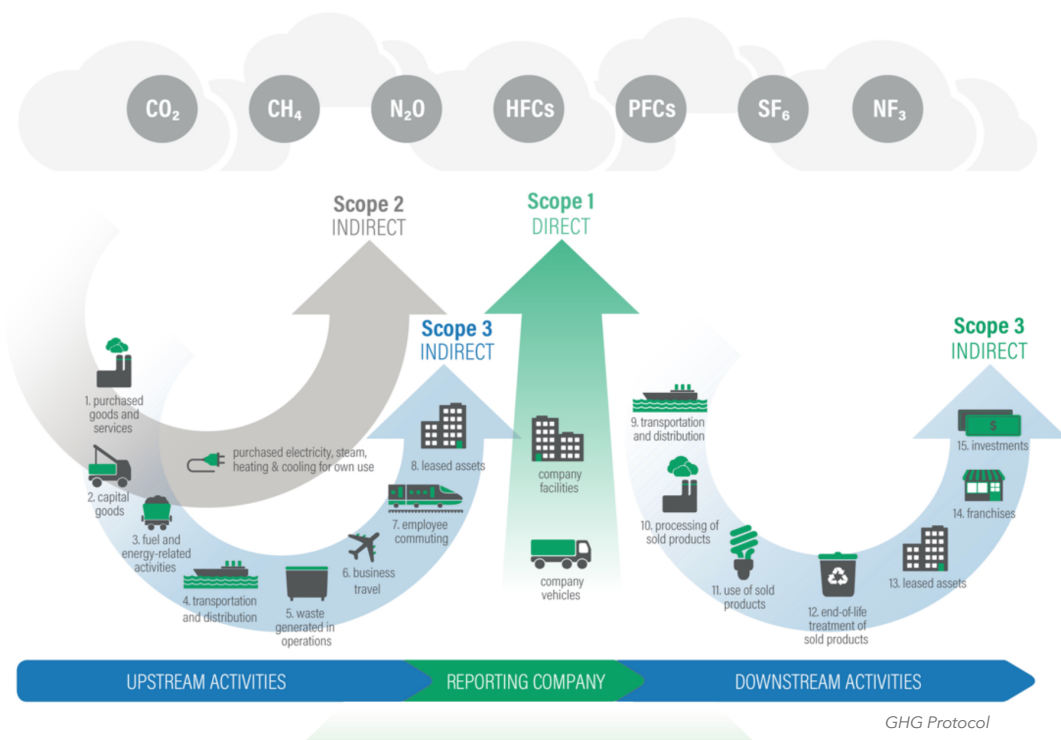 CO₂ CH₄ N₂O HFCs PFCs SF₆ NF₃
Scope 2
INDIRECT
Scope 1
DIRECT
Scope 3
INDIRECT
Scope 3
INDIRECT
1. purchased
goods and
services
2. capital
goods
3. fuel and
energy-related
activities
4. transportation
and distribution
5. waste
generated in
operations
6. business
travel
7. employee
commuting
8. leased assets
purchased electricity, steam,
heating & cooling for own use
company
facilities
company
vehicles
9. transportation
and distribution
10. processing of
sold products
11. use of sold
products
12. end-of-life
treatment of
sold products
13. leased assets
14. franchises
15. investments
$
UPSTREAM ACTIVITIES
REPORTING COMPANY
DOWNSTREAM ACTIVITIES
GHG Protocol